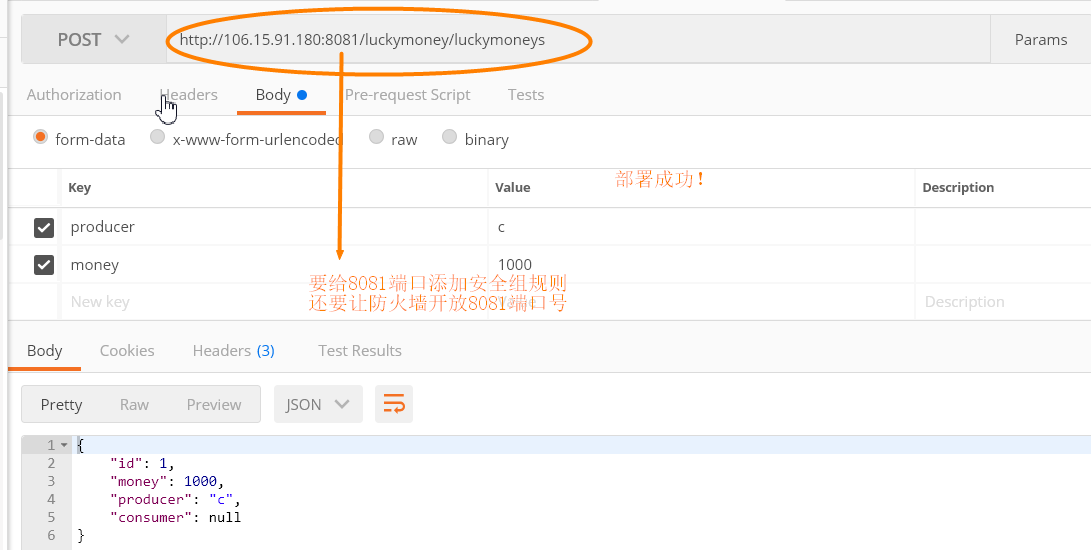 POST http://106.15.91.180:8081/luckymoney/luckymoneys Params
Authorization Headers Body Pre-request Script Tests
form-data x-www-form-urlencoded raw binary
部署成功！
Key Value Description
producer c
money 1000
要给8081端口添加安全组规则
New key Description
还要让防火墙开放8081端口号
Body Cookies Headers (3) Test Results
Pretty Raw Preview JSON
1 {
2 "id": 1,
3 "money": 1000,
4 "producer": "c",
5 "consumer": null
6 }